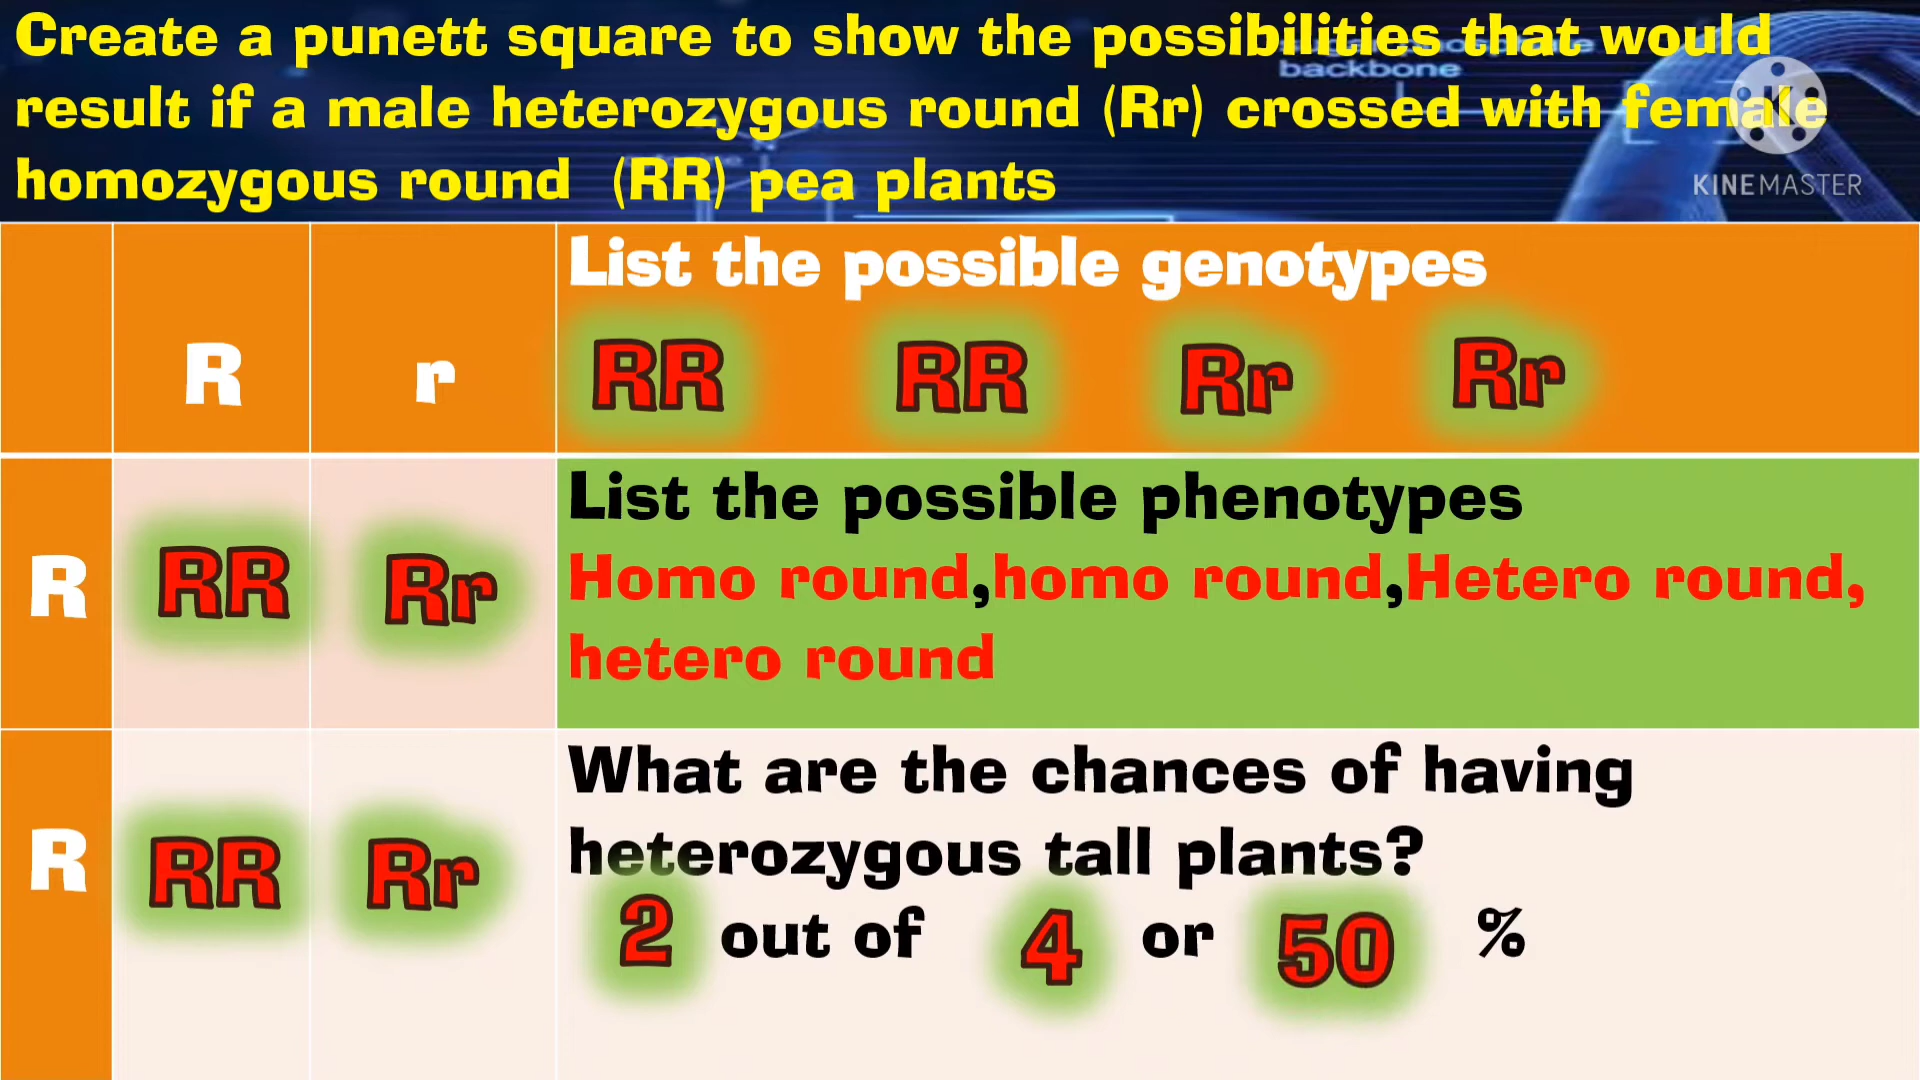 Create a punett square to show the possibilities that would
result if a male heterozygous round (Rr) crossed with female
homozygous round (RR) pea plants
backbone
KINEMASTER
List the possible genotypes
R r RR RR Rr Rr
List the possible phenotypes
R RR Rr Homo round,homo round,Hetero round,
hetero round
What are the chances of having
heterozygous tall plants?
R RR Rr
2 out of 4 or 50 %